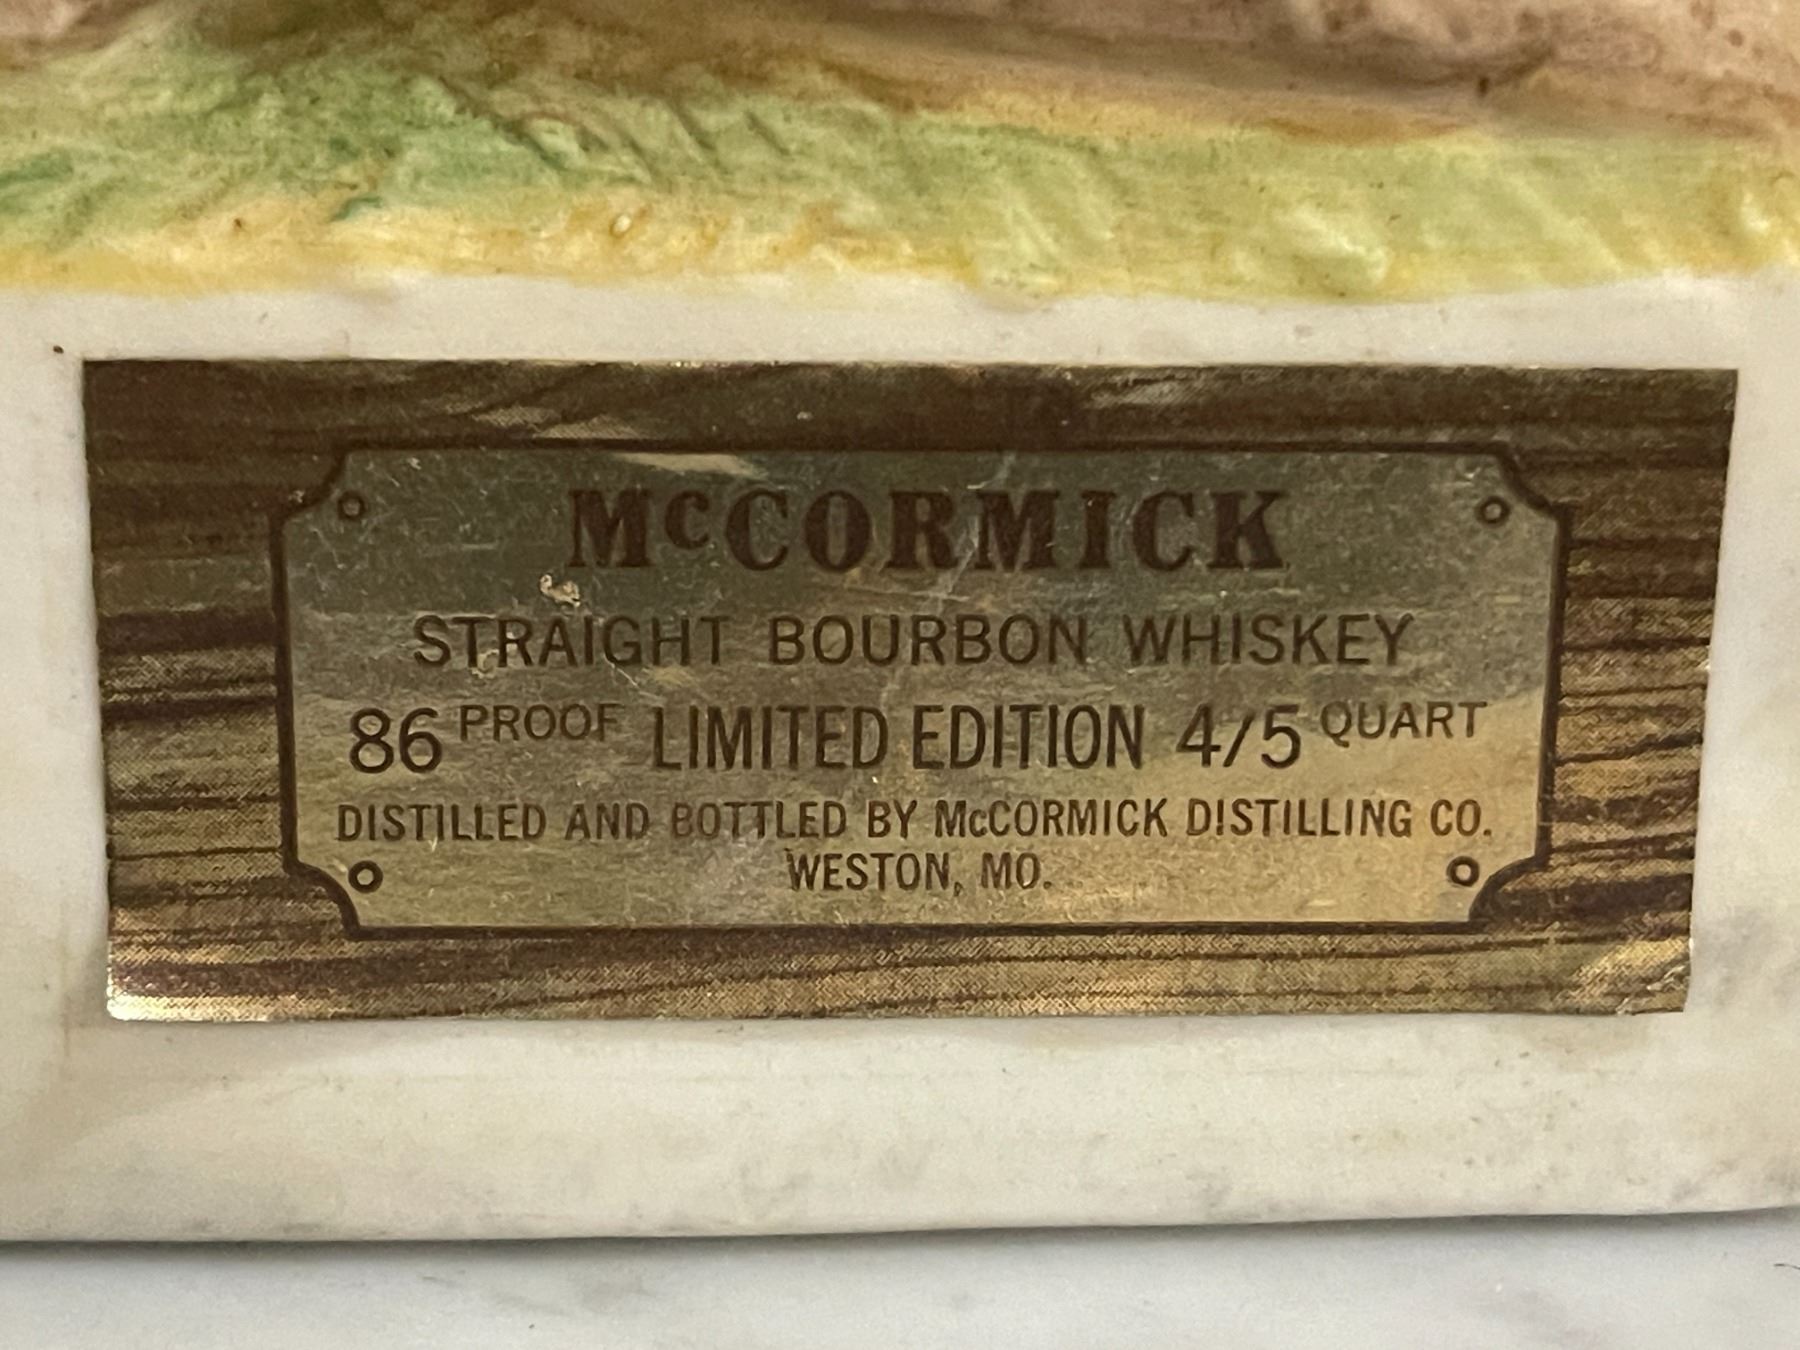 McCORMICK
STRAIGHT BOURBON WHISKEY
86 PROOF LIMITED EDITION 4/5 QUART
DISTILLED AND BOTTLED BY McCORMICK DISTILLING CO.
WESTON, MO.